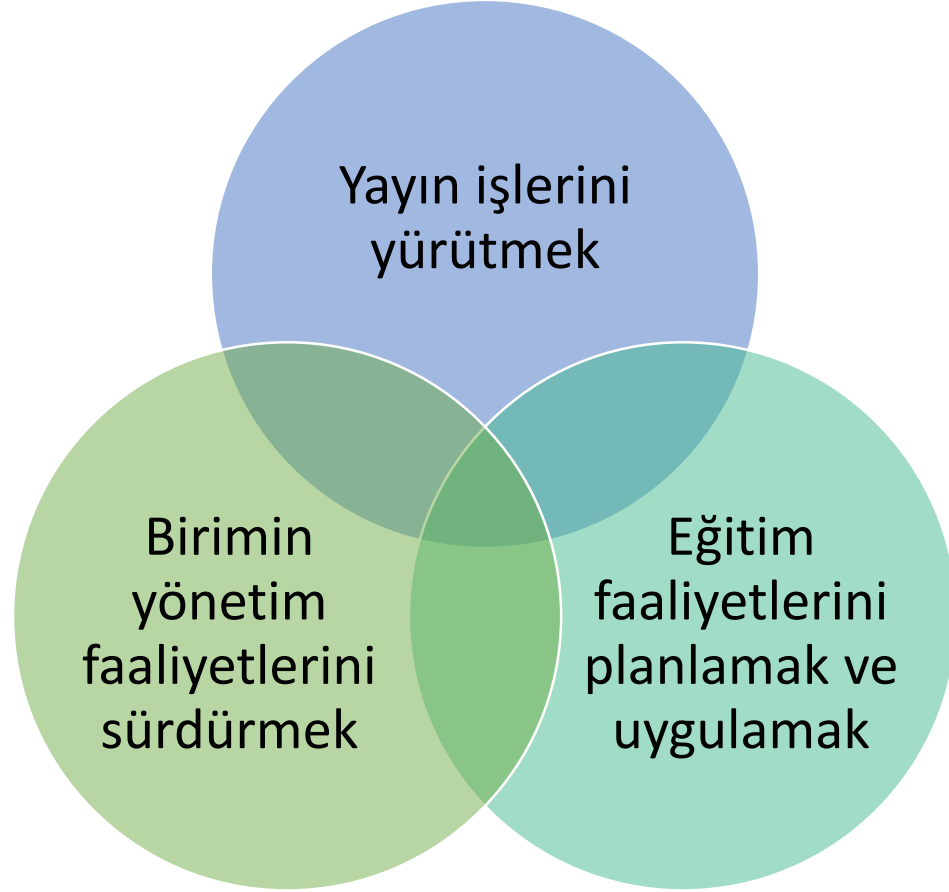 Yayın işlerini
yürütmek
Birimin
yönetim
faaliyetlerini
sürdürmek
Eğitim
faaliyetlerini
planlamak ve
uygulamak